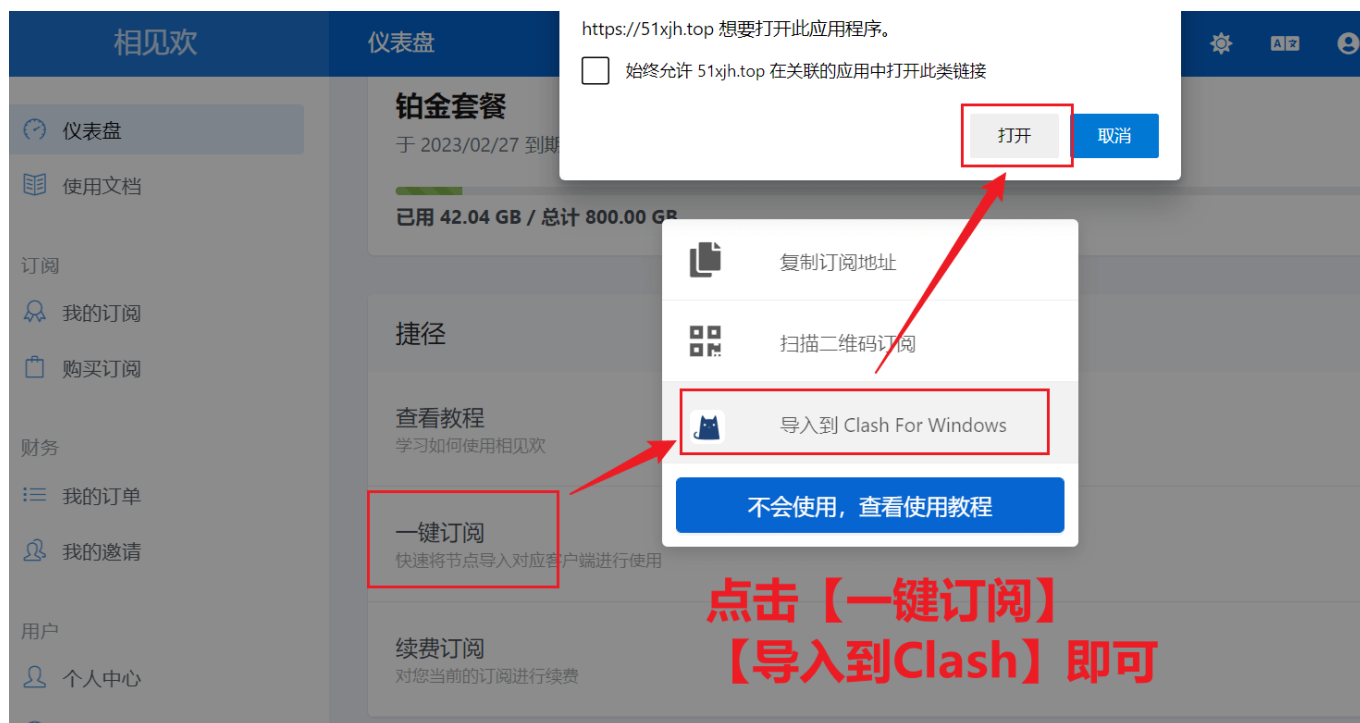 相见欢
仪表盘
https://51xjh.top 想要打开此应用程序。
始终允许 51xjh.top 在关联的应用中打开此类链接
打开
取消
仪表盘
使用文档
订阅
我的订阅
购买订阅
财务
我的订单
我的邀请
用户
个人中心
铂金套餐
于 2023/02/27 到期
已用 42.04 GB / 总计 800.00 GB
捷径
查看教程
学习如何使用相见欢
一键订阅
快速将节点导入对应客户端进行使用
续费订阅
对您当前的订阅进行续费
复制订阅地址
扫描二维码订阅
导入到 Clash For Windows
不会使用，查看使用教程
点击【一键订阅】
【导入到Clash】即可